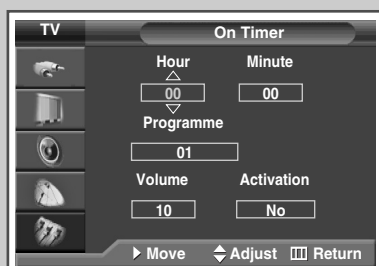 TV On Timer
Hour Minute
00 00
Programme
01
Volume Activation
10 No
Move Adjust Return